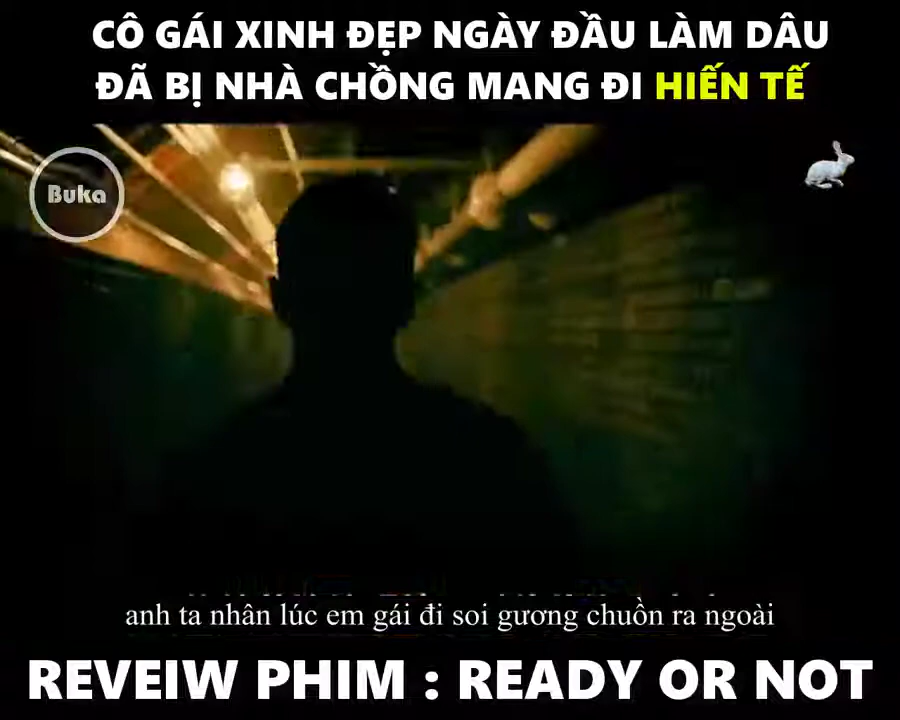 CÔ GÁI XINH ĐẸP NGÀY ĐẦU LÀM DÂU
ĐÃ BỊ NHÀ CHỒNG MANG ĐI HIẾN TẾ
Buka
anh ta nhân lúc em gái đi soi gương chuồn ra ngoài
REVEIW PHIM : READY OR NOT